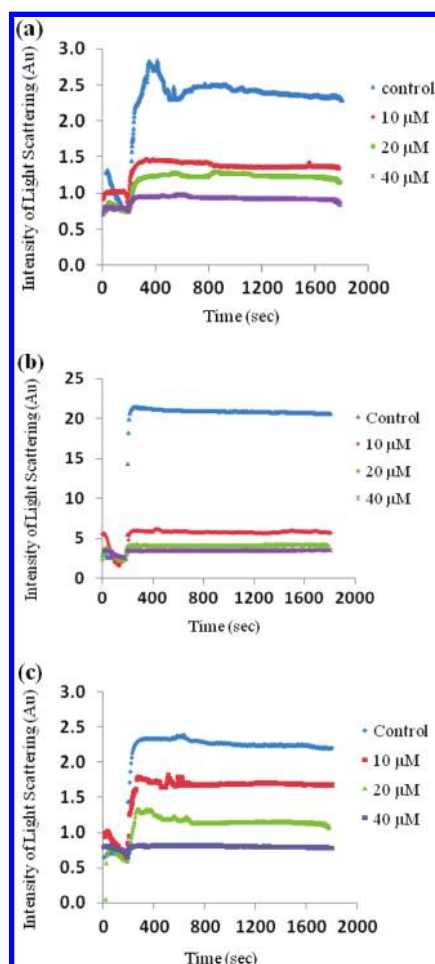 (a)
Intensity of Light Scattering (Au)
3.0
2.5
2.0
1.5
1.0
0.5
0.0
0 400 800 1200 1600 2000
Time (sec)
control
10 μM
20 μM
40 μM
(b)
Intensity of Light Scattering (Au)
25
20
15
10
5
0
0 400 800 1200 1600 2000
Time (sec)
Control
10 μM
20 μM
40 μM
(c)
Intensity of Light Scattering (Au)
3.0
2.5
2.0
1.5
1.0
0.5
0.0
0 400 800 1200 1600 2000
Time (sec)
Control
10 μM
20 μM
40 μM